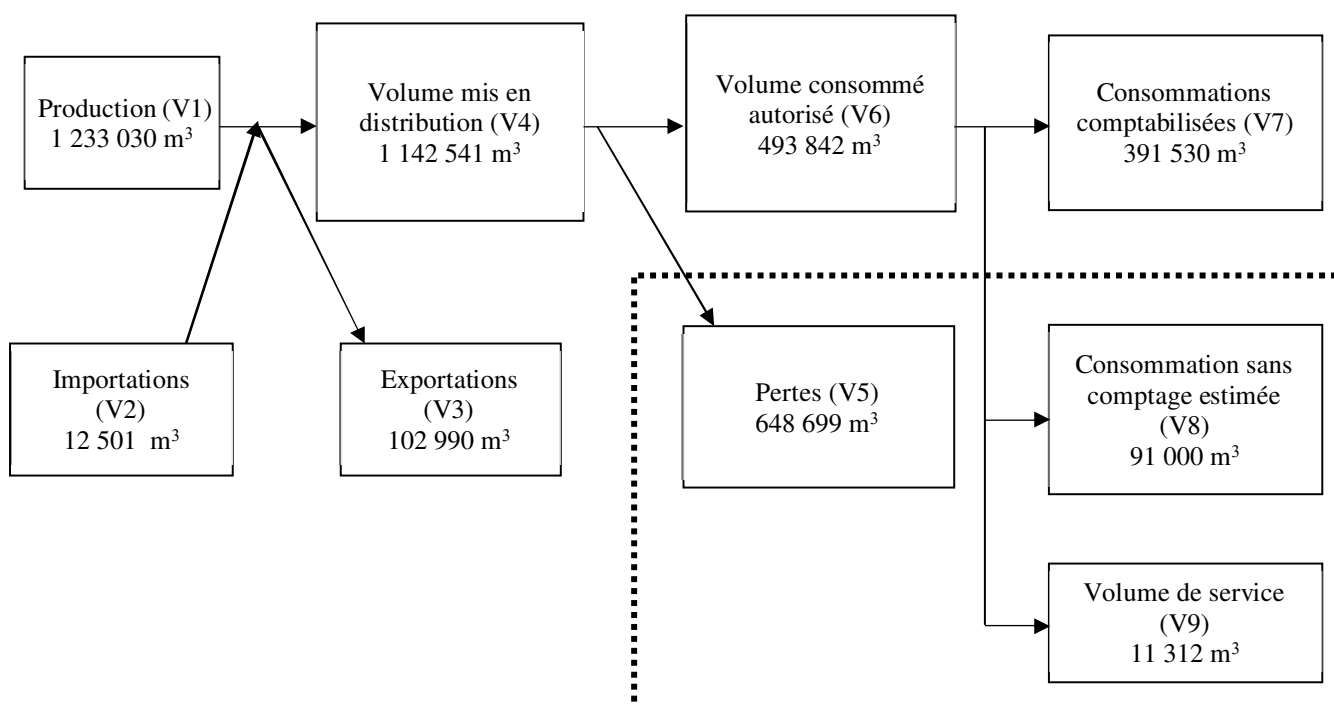 Production (V1)
1 233 030 m³
Volume mis en
distribution (V4)
1 142 541 m³
Volume consommé
autorisé (V6)
493 842 m³
Consommations
comptabilisées (V7)
391 530 m³
Importations
(V2)
12 501 m³
Exportations
(V3)
102 990 m³
Pertes (V5)
648 699 m³
Consommation sans
comptage estimée
(V8)
91 000 m³
Volume de service
(V9)
11 312 m³